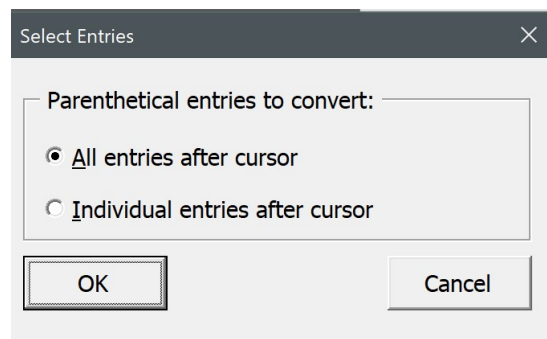 Select Entries
Parenthetical entries to convert:
All entries after cursor
Individual entries after cursor
OK
Cancel